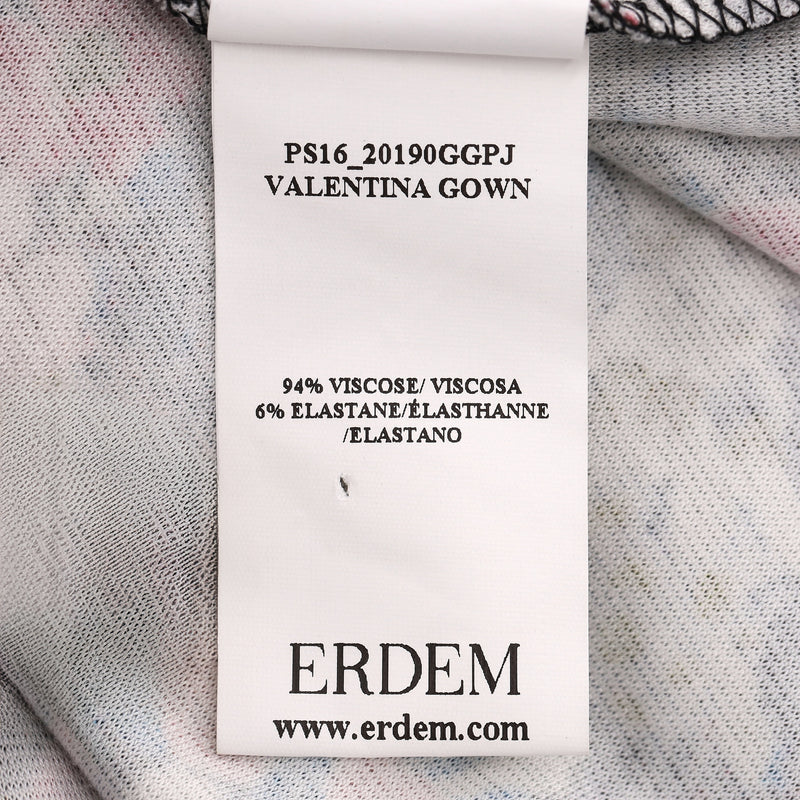 PS16_20190GGPJ
VALENTINA GOWN
94% VISCOSE/ VISCOSA
6% ELASTANE/ÉLASTHANNE
/ELASTANO
ERDEM
www.erdem.com